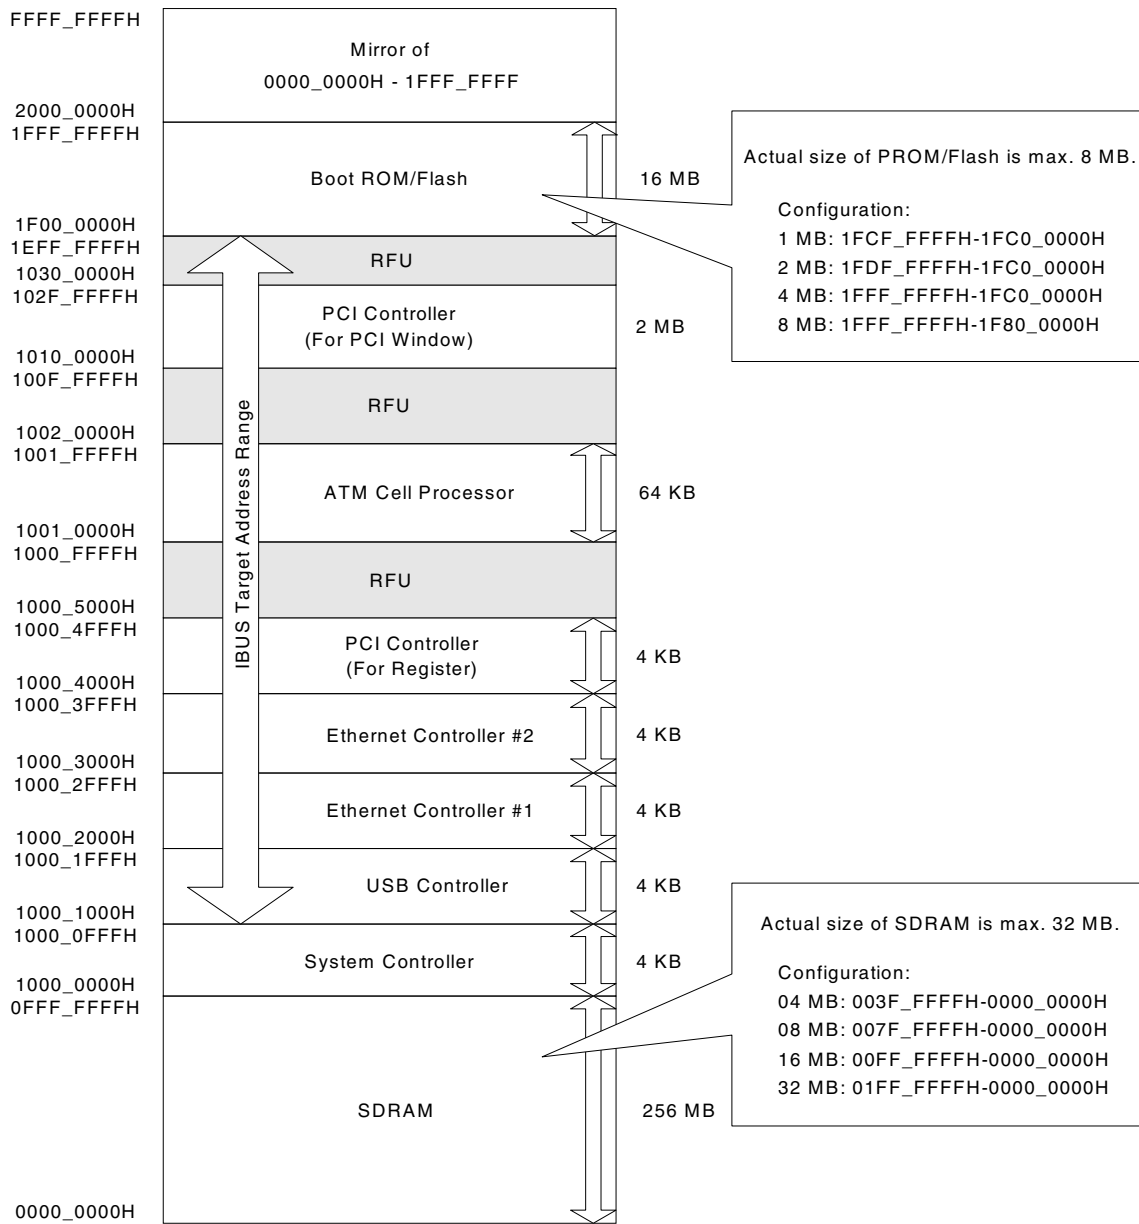 FFFF_FFFFH
Mirror of
0000_0000H - 1FFF_FFFF
2000_0000H
1FFF_FFFFH
Boot ROM/Flash
16 MB
Actual size of PROM/Flash is max. 8 MB.
Configuration:
1 MB: 1FCF_FFFFH-1FC0_0000H
2 MB: 1FDF_FFFFH-1FC0_0000H
4 MB: 1FFF_FFFFH-1FC0_0000H
8 MB: 1FFF_FFFFH-1F80_0000H
1F00_0000H
1EFF_FFFFH
RFU
1030_0000H
102F_FFFFH
PCI Controller
(For PCI Window)
2 MB
1010_0000H
100F_FFFFH
RFU
1002_0000H
1001_FFFFH
IBUS Target Address Range
ATM Cell Processor
64 KB
1001_0000H
1000_FFFFH
RFU
1000_5000H
1000_4FFFH
PCI Controller
(For Register)
4 KB
1000_4000H
1000_3FFFH
Ethernet Controller #2
4 KB
1000_3000H
1000_2FFFH
Ethernet Controller #1
4 KB
1000_2000H
1000_1FFFH
USB Controller
4 KB
1000_1000H
1000_0FFFH
System Controller
4 KB
1000_0000H
0FFF_FFFFH
Actual size of SDRAM is max. 32 MB.
Configuration:
04 MB: 003F_FFFFH-0000_0000H
08 MB: 007F_FFFFH-0000_0000H
16 MB: 00FF_FFFFH-0000_0000H
32 MB: 01FF_FFFFH-0000_0000H
SDRAM
256 MB
0000_0000H